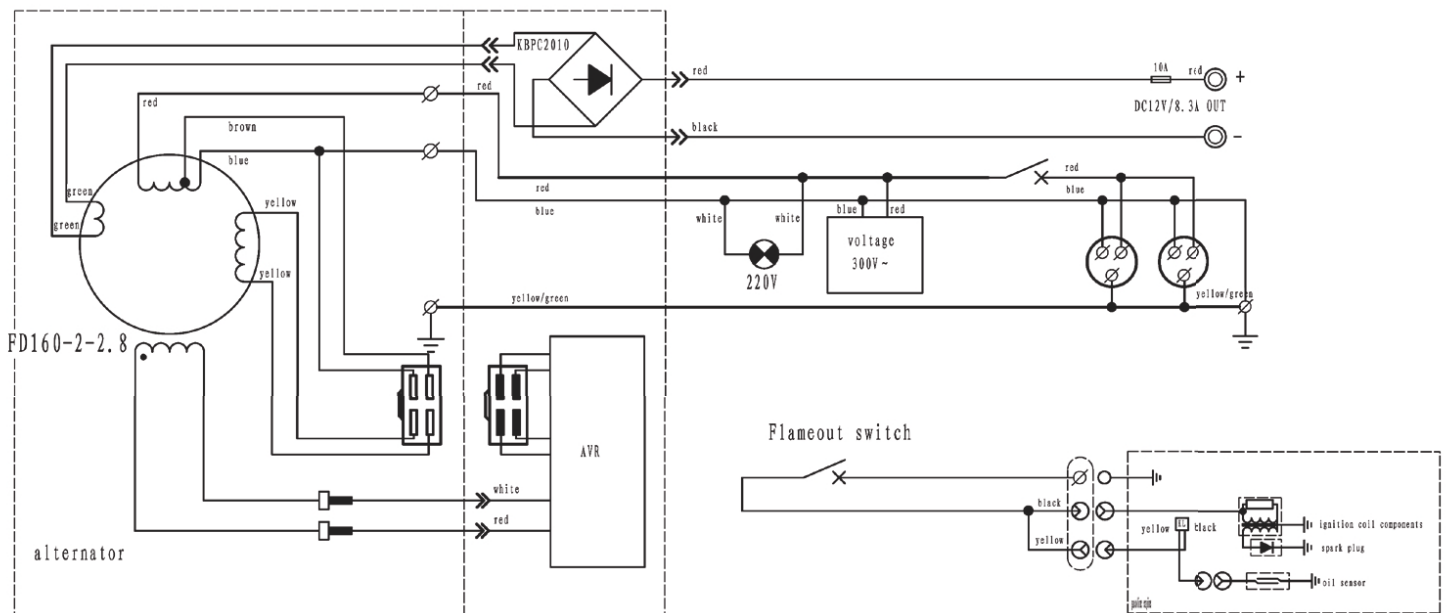 KBPC2010
red
10A
red
+
red
DC12V/8.3A OUT
brown
black
-
blue
red
red
blue
green
blue
yellow
white
white
blue
red
green
voltage
300V~
yellow
220V
yellow/green
yellow/green
FD160-2-2.8
Flameout switch
AVR
white
black
yellow
black
ignition coil components
red
yellow
spark plug
alternator
oil sensor